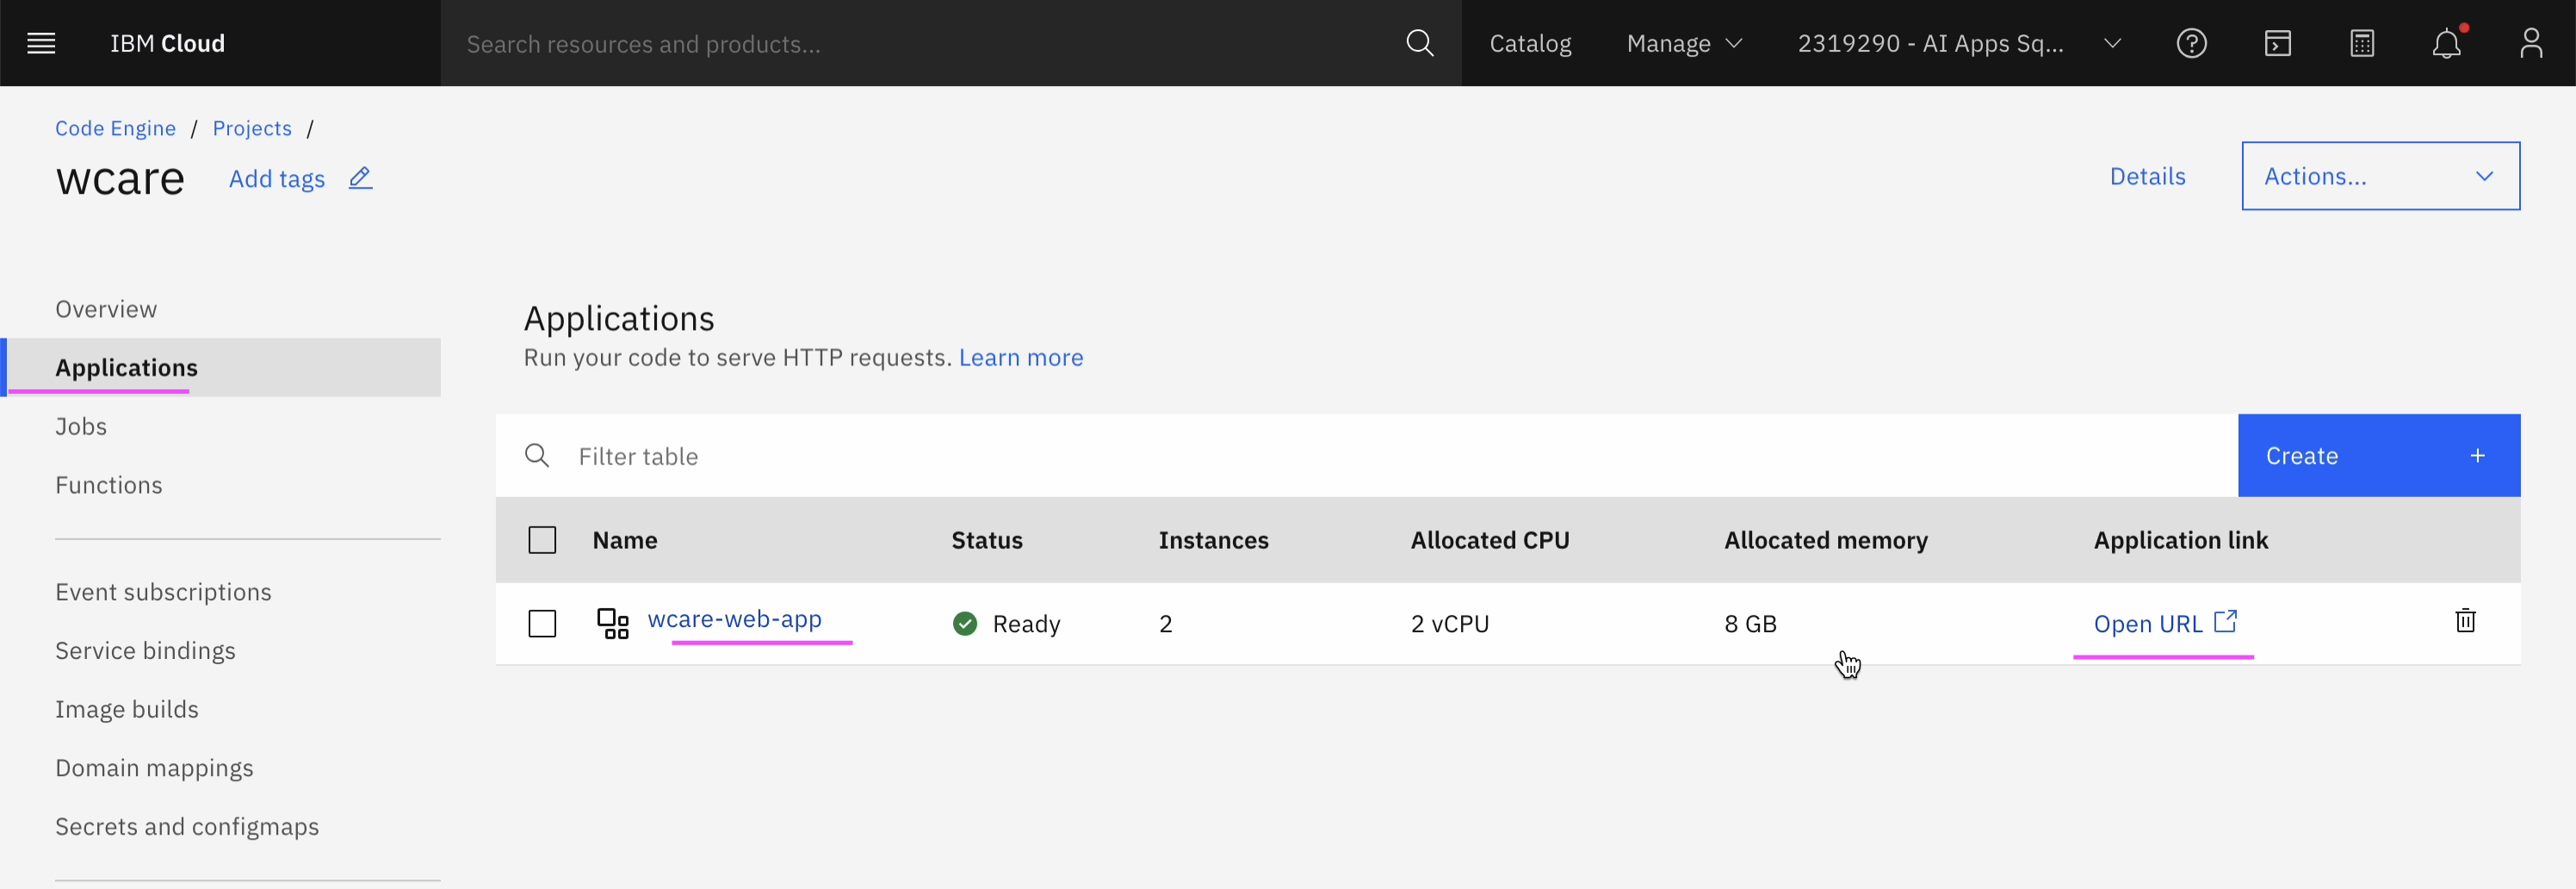 IBM Cloud
Search resources and products...
Catalog
Manage
2319290 - AI Apps Sq...
Code Engine / Projects /
wcare
Add tags
Details
Actions...
Overview
Applications
Jobs
Functions
Event subscriptions
Service bindings
Image builds
Domain mappings
Secrets and configmaps
Applications
Run your code to serve HTTP requests. Learn more
Filter table
Create +
Name Status Instances Allocated CPU Allocated memory Application link
wcare-web-app Ready 2 2 vCPU 8 GB Open URL